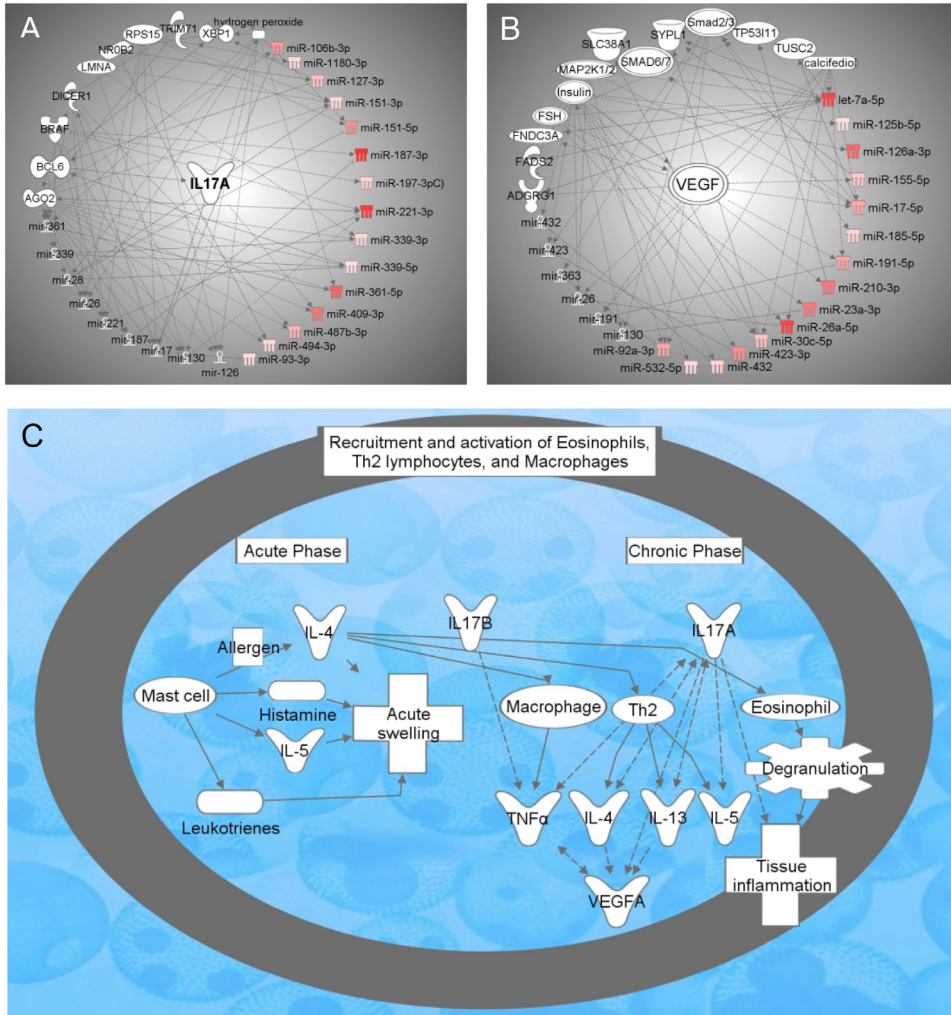 A
hydrogen peroxide
TRIM71
XBP1
RPS15
NR0B2
LMNA
DICER1
BRAF
BCL6
AGO2
mir-361
mir-339
mir-28
mir-26
mir-221
mir-187
mir-17
mir-130
mir-126
IL17A
miR-106b-3p
miR-1180-3p
miR-127-3p
miR-151-3p
miR-151-5p
miR-187-3p
miR-197-3pC)
miR-221-3p
miR-339-3p
miR-339-5p
miR-361-5p
miR-409-3p
miR-487b-3p
miR-494-3p
miR-93-3p
B
Smad2/3
SYPL1
TP53I11
SLC38A1
TUSC2
SMAD6/7
calcifediol
MAP2K1/2
Insulin
FSH
FNDC3A
FADS2
ADGRG1
mir-432
mir-423
mir-363
mir-26
mir-191
mir-130
VEGF
let-7a-5p
miR-125b-5p
miR-126a-3p
miR-155-5p
miR-17-5p
miR-185-5p
miR-191-5p
miR-210-3p
miR-23a-3p
miR-26a-5p
miR-30c-5p
miR-423-3p
miR-432
miR-92a-3p
miR-532-5p
C
Recruitment and activation of Eosinophils,
Th2 lymphocytes, and Macrophages
Acute Phase
Chronic Phase
IL-4
IL17B
IL17A
Allergen
Mast cell
Histamine
IL-5
Acute
swelling
Leukotrienes
Macrophage
Th2
Eosinophil
Degranulation
TNFα
IL-4
IL-13
IL-5
VEGFA
Tissue
inflammation